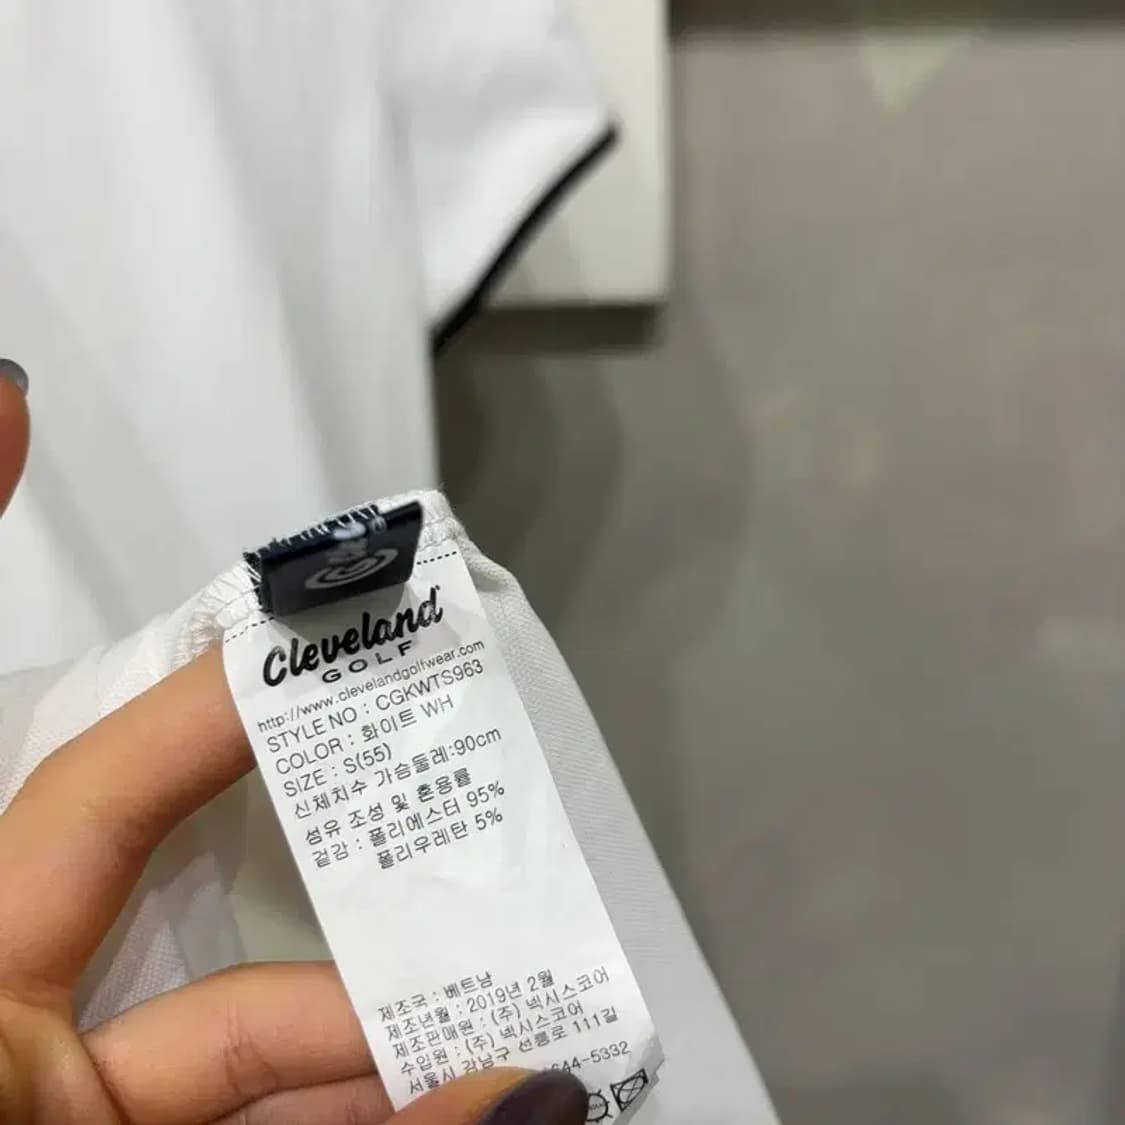 Cleveland
GOLF
http://www.clevelandgolfwear.com
STYLE NO : CGKWTS963
COLOR : 화이트 WH
SIZE : S(55)
신체치수 가슴둘레:90cm
섬유 조성 및 혼용률
겉감 : 폴리에스터 95%
폴리우레탄 5%
제조국 : 베트남
제조년월 : 2019년 2월
제조판매원 : (주) 넥시스코어
수입원 : (주) 넥시스코어
서울시 강남구 선릉로 111길
644-5332